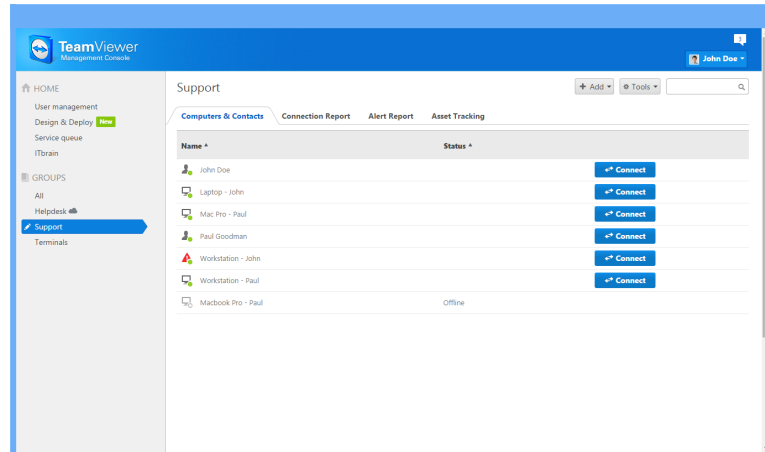 TeamViewer
Management Console
3
John Doe
HOME
User management
Design & Deploy New
Service queue
ITbrain
GROUPS
All
Helpdesk
Support
Terminals
Support
+ Add
Tools
Computers & Contacts Connection Report Alert Report Asset Tracking
Name Status
John Doe Connect
Laptop - John Connect
Mac Pro - Paul Connect
Paul Goodman Connect
Workstation - John Connect
Workstation - Paul Connect
Macbook Pro - Paul Offline